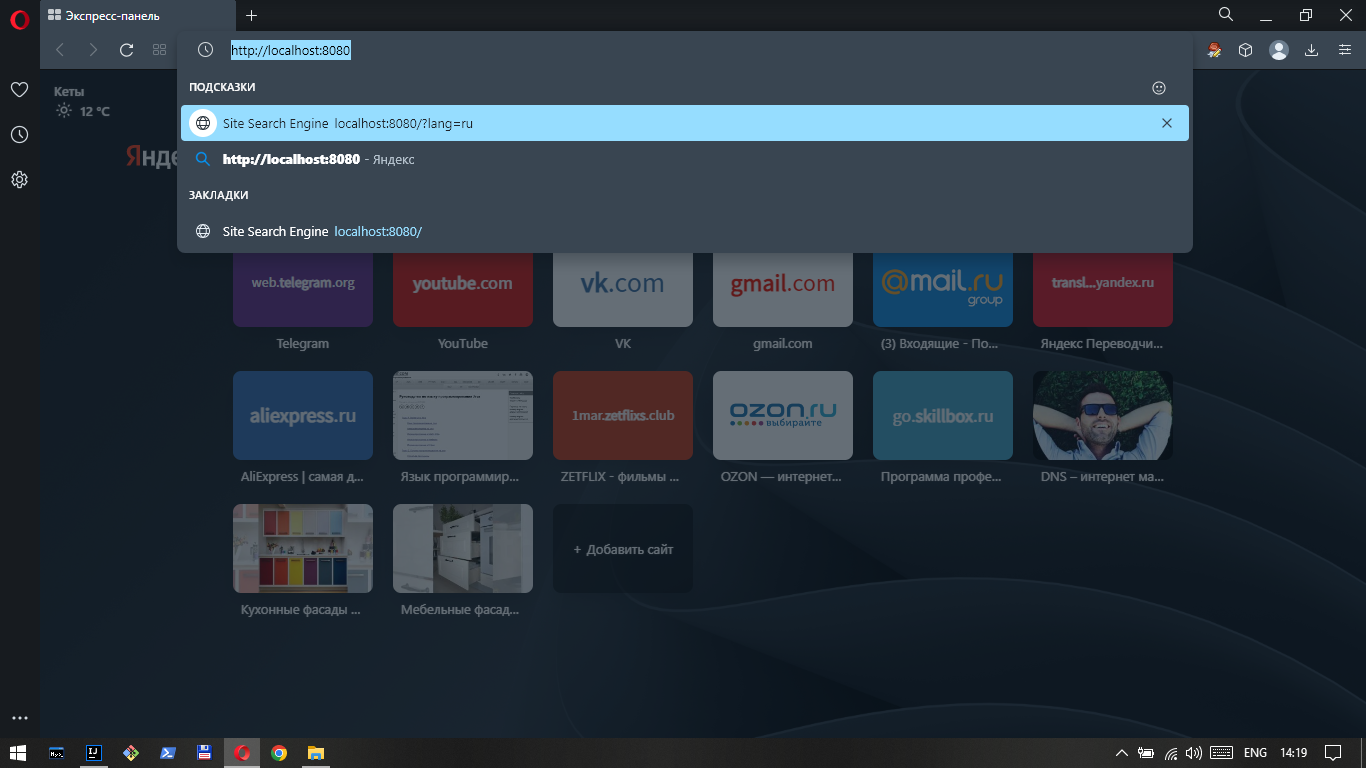 Экспресс-панель
http://localhost:8080
Кеты
12 °C
ПОДСКАЗКИ
Site Search Engine localhost:8080/?lang=ru
Янде
http://localhost:8080 - Яндекс
ЗАКЛАДКИ
Site Search Engine localhost:8080/
web.telegram.org
youtube.com
vk.com
gmail.com
@mail.ru
group
transl...yandex.ru
Telegram
YouTube
VK
gmail.com
(3) Входящие - По...
Яндекс Переводчи...
aliexpress.ru
1mar.zetflixs.club
OZON.RU
выбирайте
go.skillbox.ru
AliExpress | самая д...
Язык программир...
ZETFLIX - фильмы ...
OZON — интернет...
Программа профе...
DNS – интернет ма...
+ Добавить сайт
Кухонные фасады ...
Мебельные фасад...
IJ
ENG
14:19